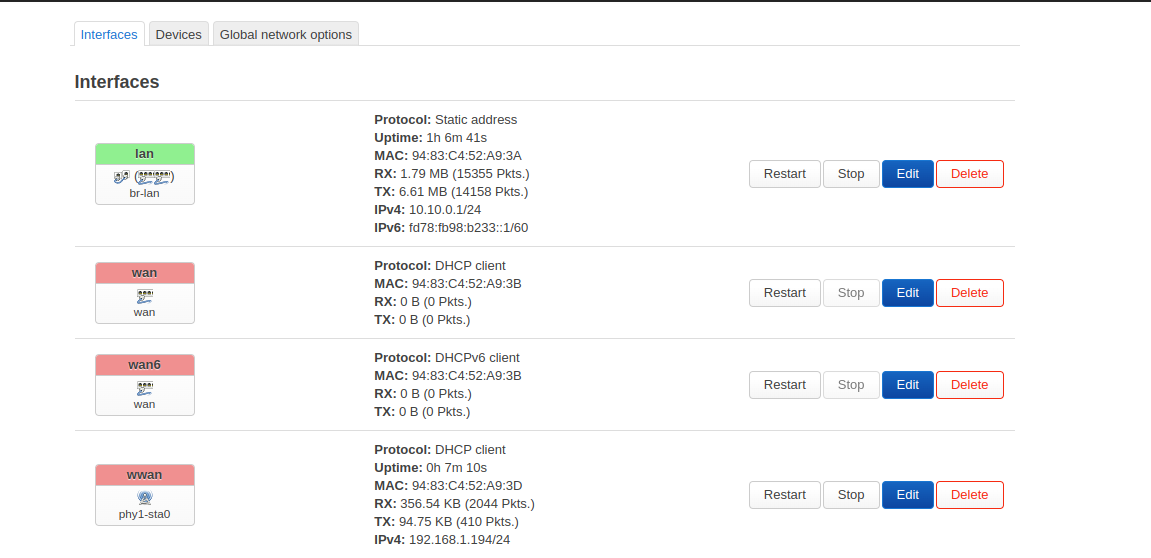 Interfaces Devices Global network options
Interfaces
lan
br-lan
Protocol: Static address
Uptime: 1h 6m 41s
MAC: 94:83:C4:52:A9:3A
RX: 1.79 MB (15355 Pkts.)
TX: 6.61 MB (14158 Pkts.)
IPv4: 10.10.0.1/24
IPv6: fd78:fb98:b233::1/60
Restart Stop Edit Delete
wan
wan
Protocol: DHCP client
MAC: 94:83:C4:52:A9:3B
RX: 0 B (0 Pkts.)
TX: 0 B (0 Pkts.)
Restart Stop Edit Delete
wan6
wan
Protocol: DHCPv6 client
MAC: 94:83:C4:52:A9:3B
RX: 0 B (0 Pkts.)
TX: 0 B (0 Pkts.)
Restart Stop Edit Delete
wwan
phy1-sta0
Protocol: DHCP client
Uptime: 0h 7m 10s
MAC: 94:83:C4:52:A9:3D
RX: 356.54 KB (2044 Pkts.)
TX: 94.75 KB (410 Pkts.)
IPv4: 192.168.1.194/24
Restart Stop Edit Delete